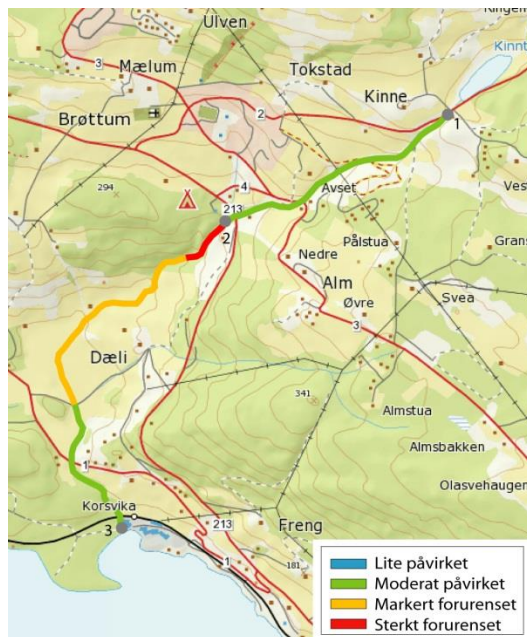 Ulven
Ringen
3
Mælum
Tokstad
Kinnt
Kinne
2
Brøttum
1
4
Avset
294
Vest
213
2
Pålstua
Grans
Nedre
Alm
Svea
Øvre
3
Dæli
341
Almstua
Almsbakken
1
Olasvehaugen
Korsvika
213
Freng
3
1
181
Lite påvirket
Moderat påvirket
Markert forurenset
Sterkt forurenset